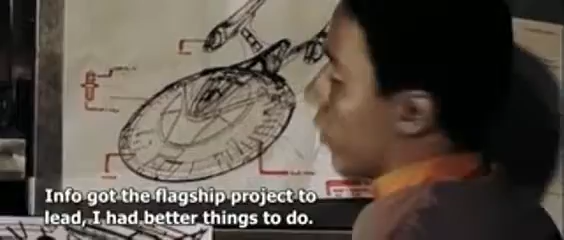 Info got the flagship project to
lead, I had better things to do.